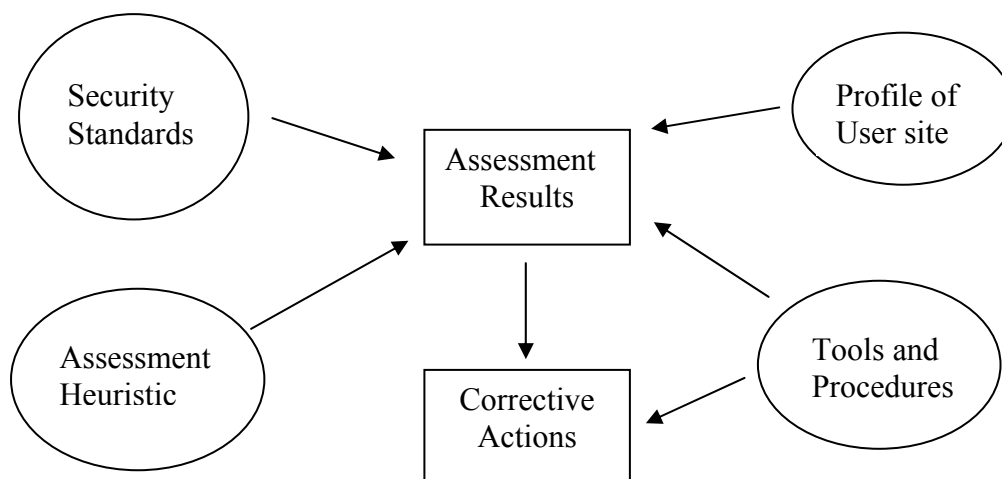 Security
Standards
Profile of
User site
Assessment
Results
Assessment
Heuristic
Tools and
Procedures
Corrective
Actions